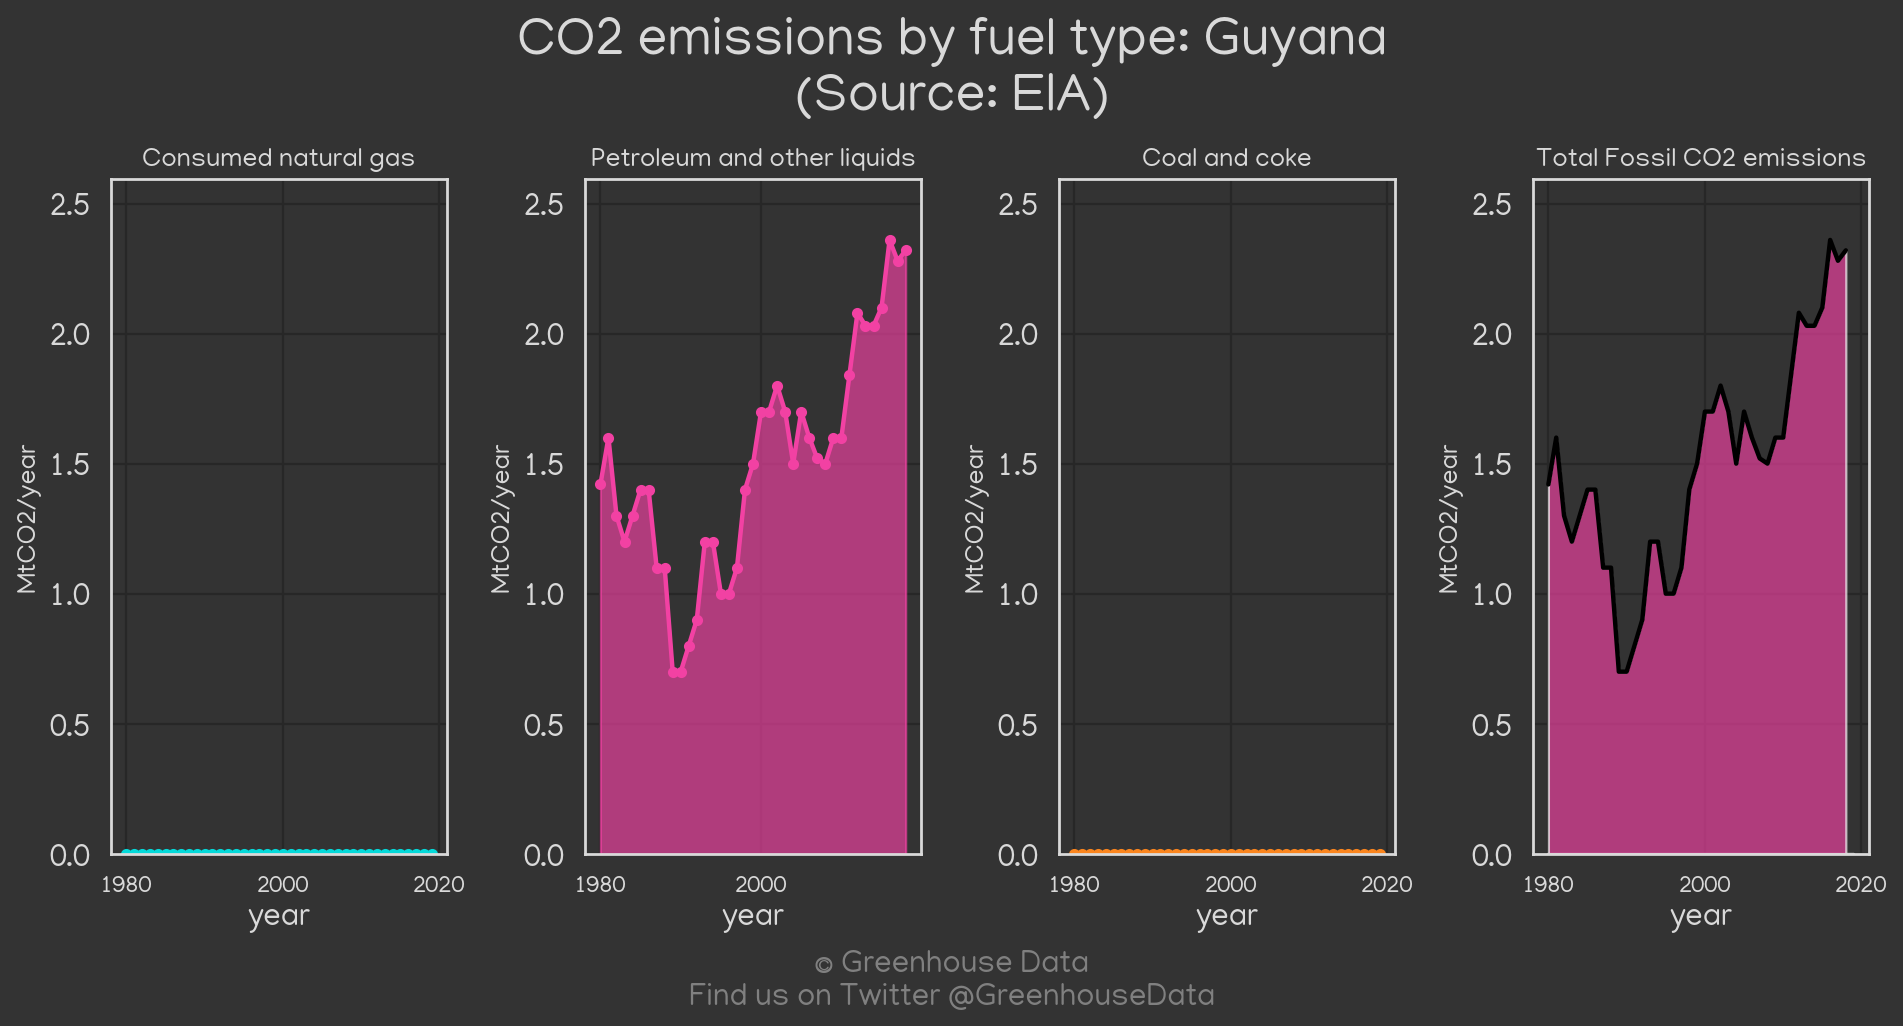 CO2 emissions by fuel type: Guyana
(Source: EIA)
Consumed natural gas
MtCO2/year
2.5
2.0
1.5
1.0
0.5
0.0
1980 2000 2020
year
Petroleum and other liquids
MtCO2/year
2.5
2.0
1.5
1.0
0.5
0.0
1980 2000
year
Coal and coke
MtCO2/year
2.5
2.0
1.5
1.0
0.5
0.0
1980 2000 2020
year
Total Fossil CO2 emissions
MtCO2/year
2.5
2.0
1.5
1.0
0.5
0.0
1980 2000 2020
year
© Greenhouse Data
Find us on Twitter @GreenhouseData